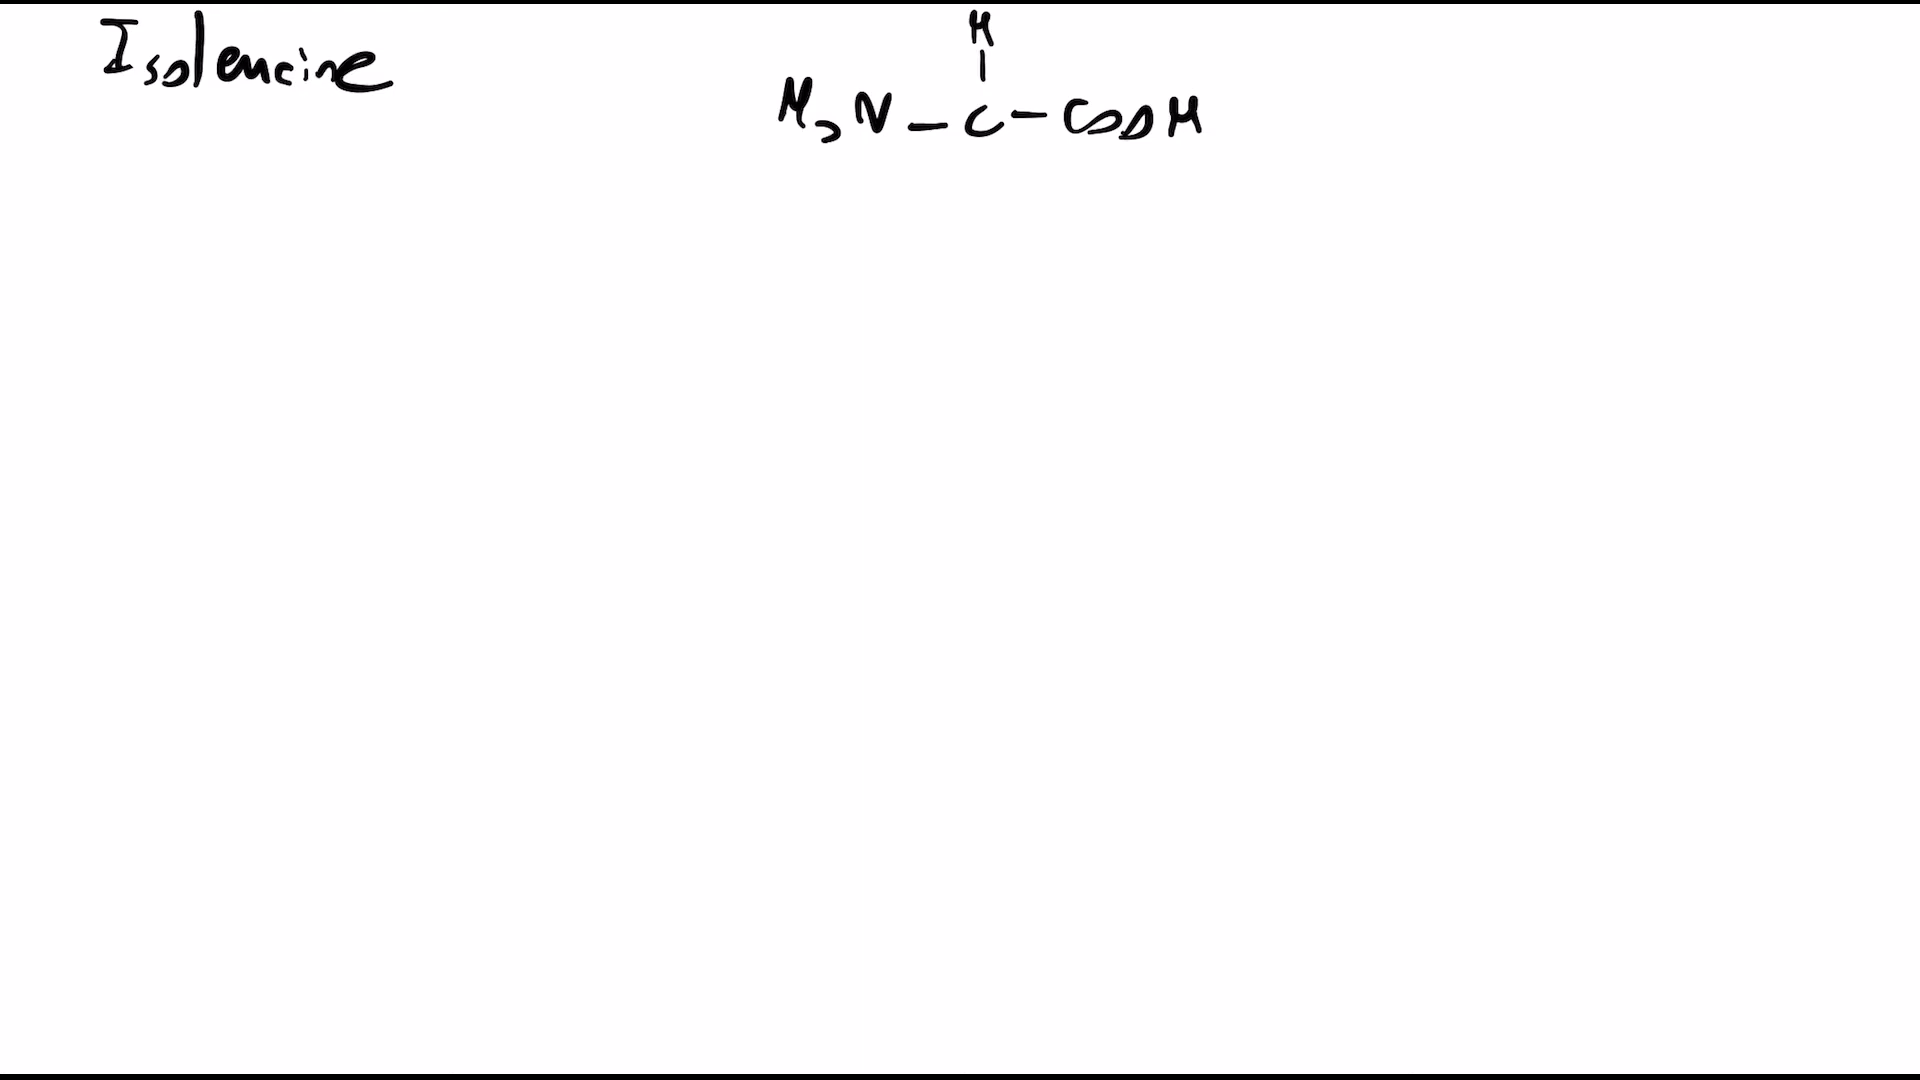 Isoleucine
H
H2N – C – COOH